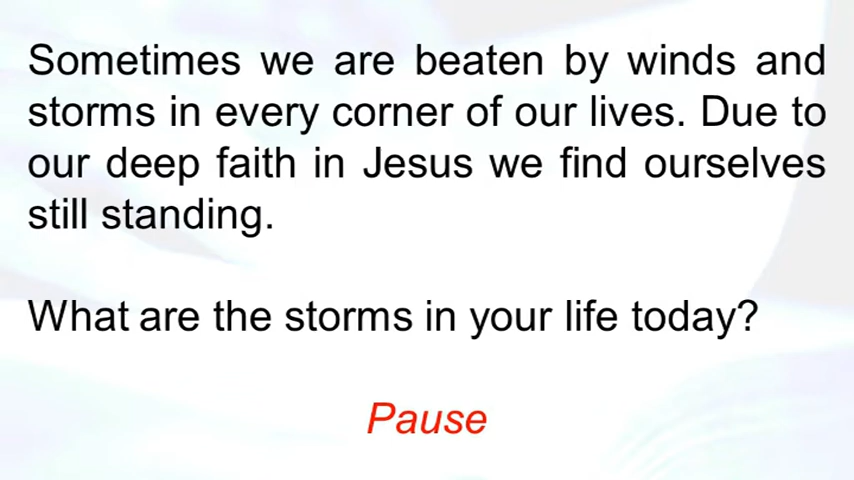 Sometimes we are beaten by winds and
storms in every corner of our lives. Due to
our deep faith in Jesus we find ourselves
still standing.
What are the storms in your life today?
Pause